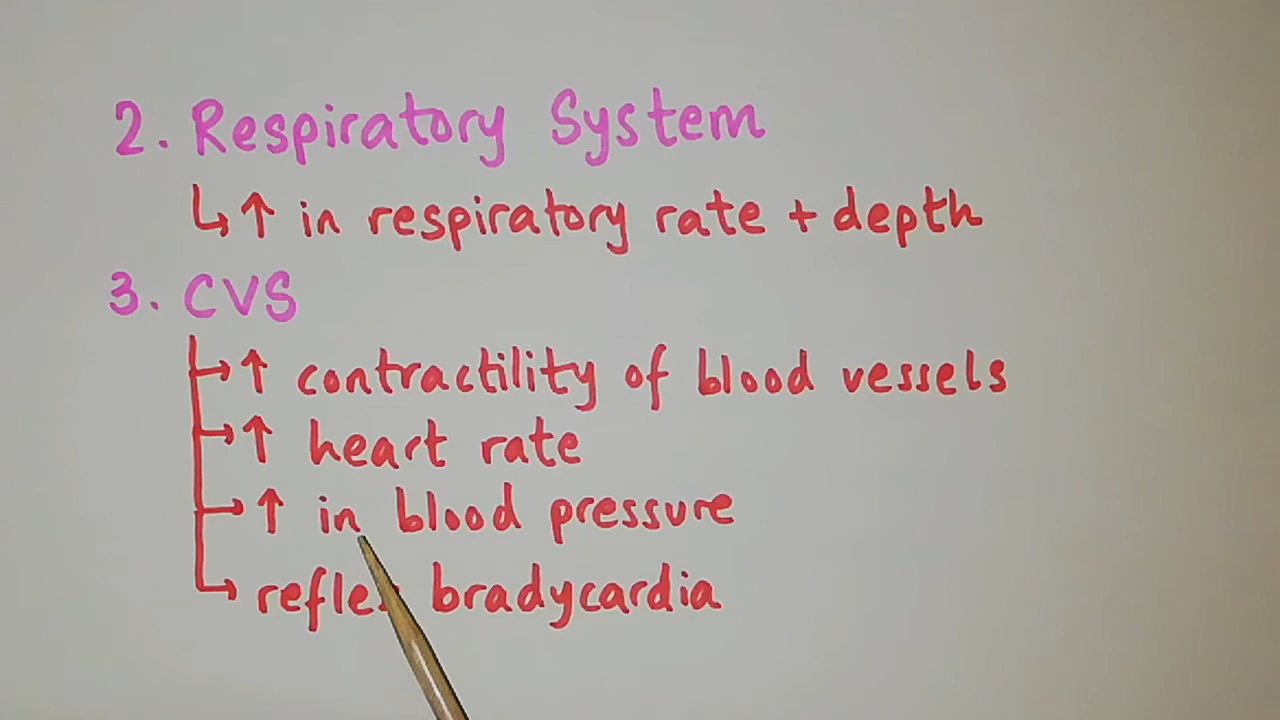 2. Respiratory System
↳↑ in respiratory rate + depth
3. CVS
→↑ contractility of blood vessels
→↑ heart rate
→↑ in blood pressure
↳ reflex bradycardia